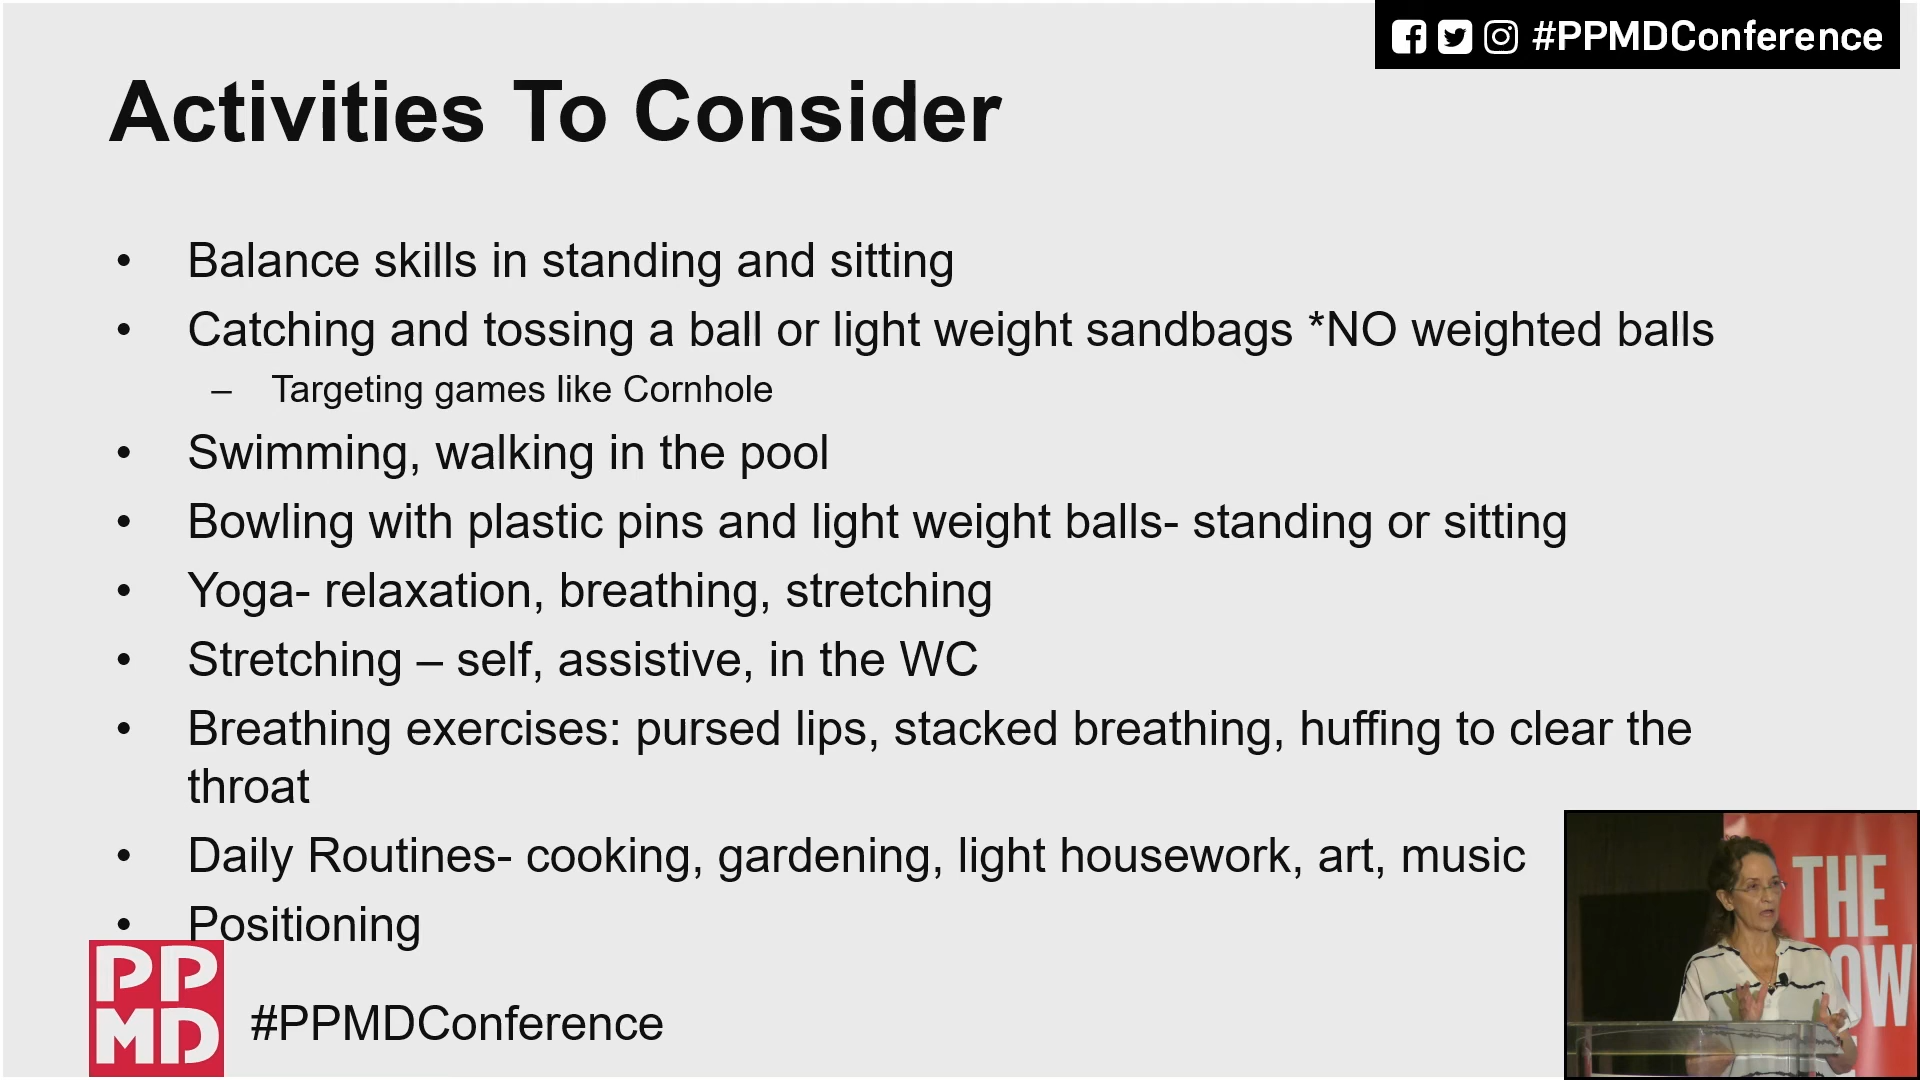 #PPMDConference
Activities To Consider
• Balance skills in standing and sitting
• Catching and tossing a ball or light weight sandbags *NO weighted balls
– Targeting games like Cornhole
• Swimming, walking in the pool
• Bowling with plastic pins and light weight balls- standing or sitting
• Yoga- relaxation, breathing, stretching
• Stretching – self, assistive, in the WC
• Breathing exercises: pursed lips, stacked breathing, huffing to clear the
throat
• Daily Routines- cooking, gardening, light housework, art, music
• Positioning
PP
MD
#PPMDConference
THE
OW